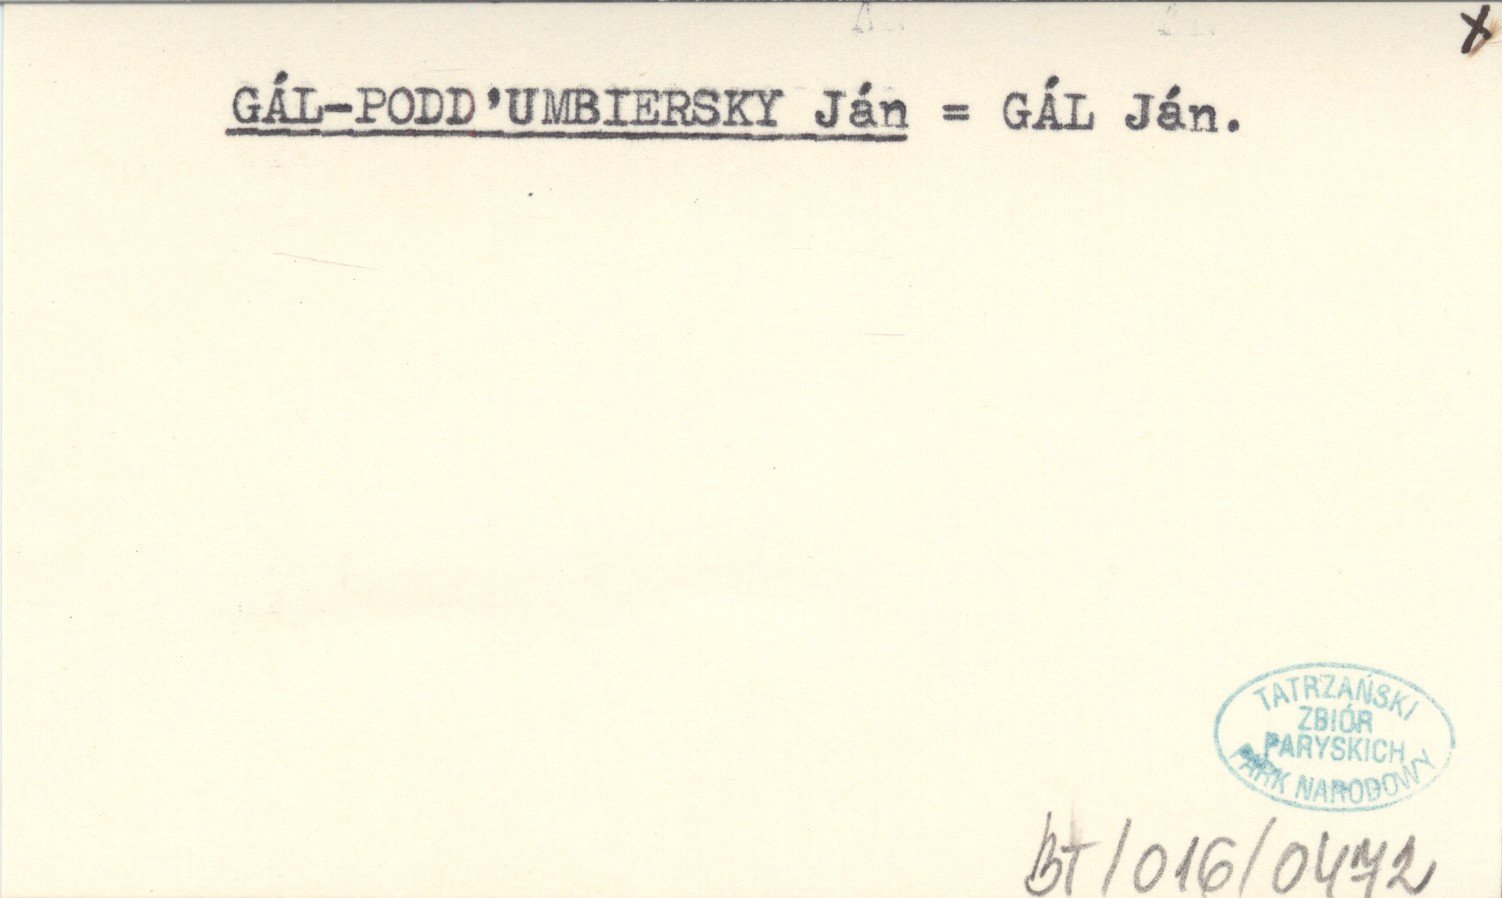 x
GÁL-PODD'UMBIERSKY Ján = GÁL Ján.
TATRZAŃSKI
ZBIÓR
PARYSKICH
PARK NARODOWY
BT/016/0472